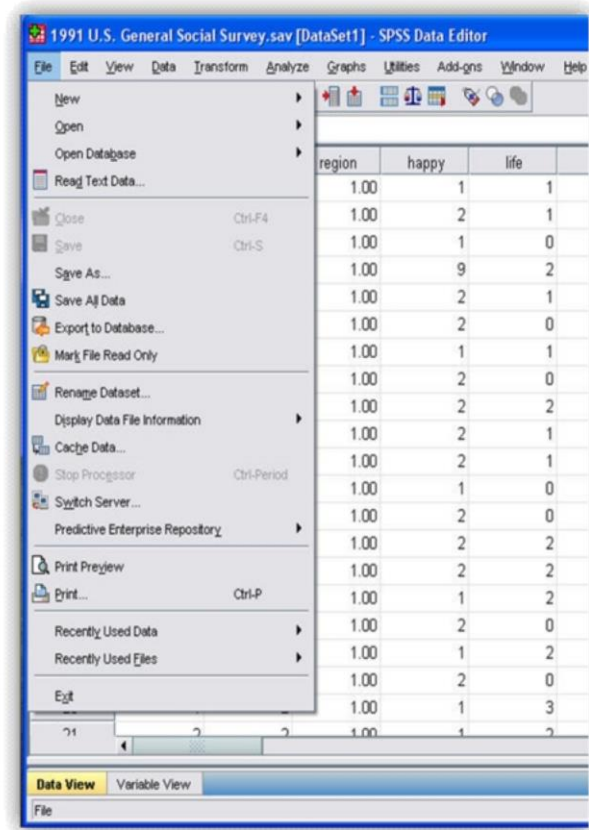 1991 U.S. General Social Survey.sav [DataSet1] - SPSS Data Editor
File Edit View Data Transform Analyze Graphs Utilities Add-ons Window Help
New
Open
Open Database
Read Text Data...
Close Ctrl-F4
Save Ctrl-S
Save As...
Save All Data
Export to Database...
Mark File Read Only
Rename Dataset...
Display Data File Information
Cache Data...
Stop Processor Ctrl-Period
Switch Server...
Predictive Enterprise Repository
Print Preview
Print... Ctrl-P
Recently Used Data
Recently Used Files
Exit
region happy life
1.00 1 1
1.00 2 1
1.00 1 0
1.00 9 2
1.00 2 1
1.00 2 0
1.00 1 1
1.00 2 0
1.00 2 2
1.00 2 1
1.00 2 1
1.00 1 0
1.00 2 0
1.00 2 2
1.00 2 2
1.00 1 2
1.00 2 0
1.00 1 2
1.00 2 0
1.00 1 3
21 2 2 1.00 1 2
Data View Variable View
File